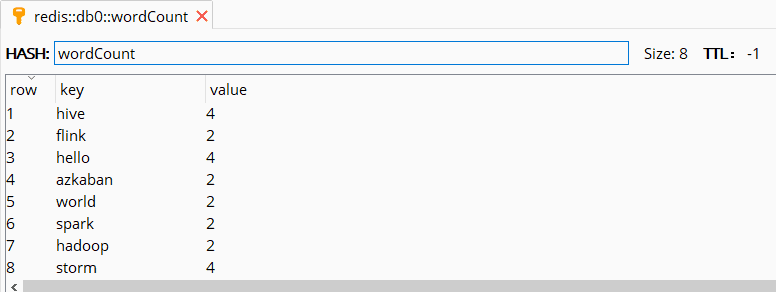 redis::db0::wordCount
HASH: wordCount Size: 8 TTL： -1
row key value
1 hive 4
2 flink 2
3 hello 4
4 azkaban 2
5 world 2
6 spark 2
7 hadoop 2
8 storm 4